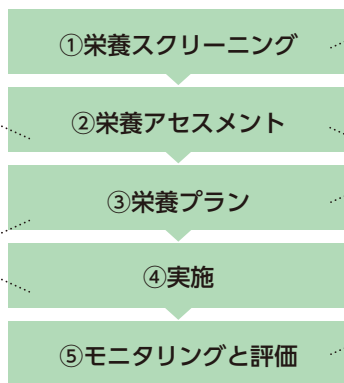 ①栄養スクリーニング
②栄養アセスメント
③栄養プラン
④実施
⑤モニタリングと評価